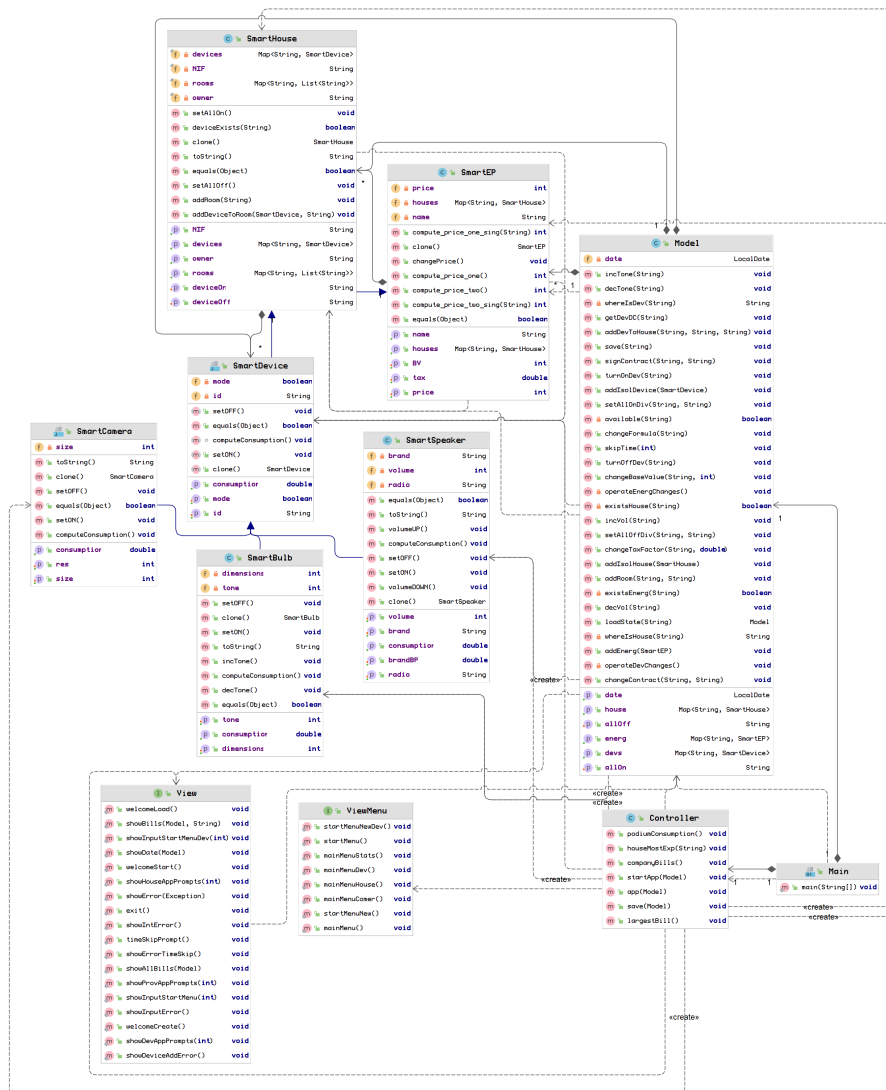 SmartHouse
devices Map<String, SmartDevice>
NIF String
rooms Map<String, List<String>>
owner String
setAllOn() void
deviceExists(String) boolean
clone() SmartHouse
toString() String
equals(Object) boolean
setAllOff() void
addRoom(String) void
addDeviceToRoom(SmartDevice, String) void
NIF String
devices Map<String, SmartDevice>
owner String
rooms Map<String, List<String>>
deviceOn String
deviceOff String
SmartEP
price int
houses Map<String, SmartHouse>
name String
compute_price_one_sing(String) int
clone() SmartEP
changePrice() void
compute_price_one() int
compute_price_two() int
compute_price_two_sing(String) int
equals(Object) boolean
name String
houses Map<String, SmartHouse>
BV int
tax double
price int
Model
date LocalDate
incTone(String) void
decTone(String) void
whereIsDev(String) String
getDevDC(String) void
addDevToHouse(String, String, String) void
save(String) void
signContract(String, String) void
turnOnDev(String) void
addIsolDevice(SmartDevice) void
setAllOnDiv(String, String) void
available(String) boolean
changeFormula(String) void
skipTime(int) void
turnOffDev(String) void
changeBaseValue(String, int) void
operateEnergChanges() void
existsHouse(String) boolean
incVol(String) void
setAllOffDiv(String, String) void
changeTaxFactor(String, double) void
addIsolHouse(SmartHouse) void
addRoom(String, String) void
existsEnerg(String) boolean
decVol(String) void
loadState(String) Model
whereIsHouse(String) String
addEnerg(SmartEP) void
operateDevChanges() void
changeContract(String, String) void
date LocalDate
house Map<String, SmartHouse>
allOff String
energ Map<String, SmartEP>
devs Map<String, SmartDevice>
allOn String
SmartDevice
mode boolean
id String
setOFF() void
equals(Object) boolean
computeConsumption() void
setON() void
clone() SmartDevice
consumption double
mode boolean
id String
SmartCamera
size int
toString() String
clone() SmartCamera
setOFF() void
equals(Object) boolean
setON() void
computeConsumption() void
consumption double
res int
size int
SmartSpeaker
brand String
volume int
radio String
equals(Object) boolean
toString() String
volumeUP() void
computeConsumption() void
setOFF() void
setON() void
volumeDOWN() void
clone() SmartSpeaker
volume int
brand String
consumption double
brandBP double
radio String
SmartBulb
dimensions int
tone int
setOFF() void
clone() SmartBulb
setON() void
toString() String
incTone() void
computeConsumption() void
decTone() void
equals(Object) boolean
tone int
consumption double
dimensions int
«create»
«create»
«create»
View
welcomeLoad() void
showBills(Model, String) void
showInputStartMenuDev(int) void
showDate(Model) void
welcomeStart() void
showHouseAppPrompts(int) void
showError(Exception) void
exit() void
showIntError() void
timeSkipPrompt() void
showErrorTimeSkip() void
showAllBills(Model) void
showProvAppPrompts(int) void
showInputStartMenu(int) void
showInputError() void
welcomeCreate() void
showDevAppPrompts(int) void
showDeviceAddError() void
ViewMenu
startMenuNewDev() void
startMenu() void
mainMenuStats() void
mainMenuDev() void
mainMenuHouse() void
mainMenuComer() void
startMenuNew() void
mainMenu() void
Controller
podiumConsumption() void
houseMostExp(String) void
companyBills() void
startApp(Model) void
app(Model) void
save(Model) void
largestBill() void
Main
main(String[]) void
1
1
1
1
1
«create»
«create»
«create»
«create»